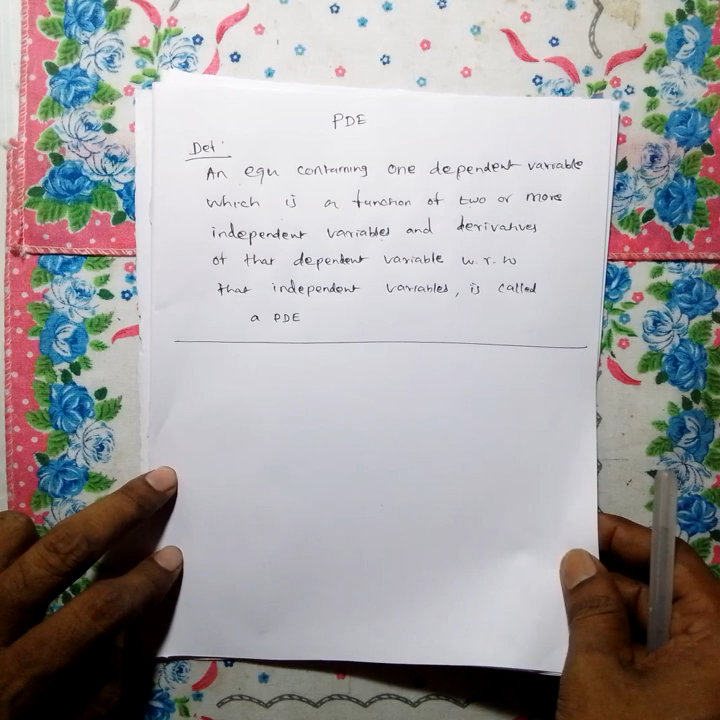 PDE
Def:
An equ containing one dependent variable
which is a function of two or more
independent variables and derivatives
of that dependent variable w.r.to
that independent variables, is called
a PDE